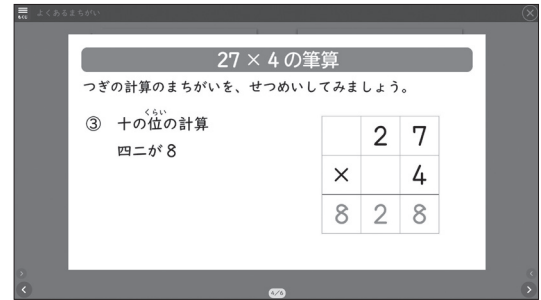 もくじ よくあるまちがい
27×4の筆算
つぎの計算のまちがいを、せつめいしてみましょう。
くらい
③ 十の位の計算
四二が8
2 7
× 4
8 2 8
4/6